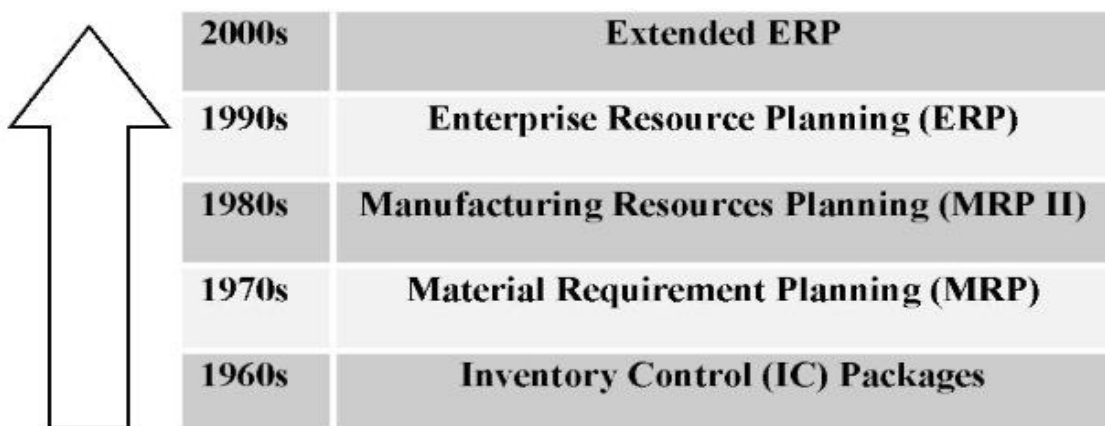 2000s Extended ERP
1990s Enterprise Resource Planning (ERP)
1980s Manufacturing Resources Planning (MRP II)
1970s Material Requirement Planning (MRP)
1960s Inventory Control (IC) Packages